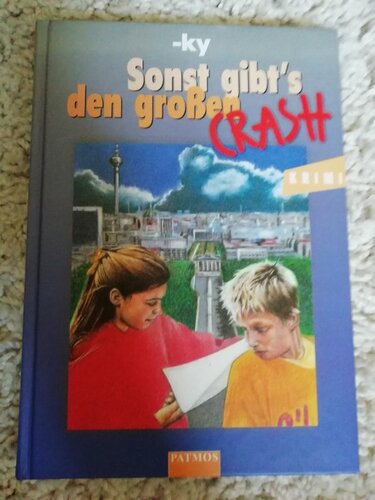 -ky
Sonst gibt's
den großen
CRASH
KRIMI
PATMOS